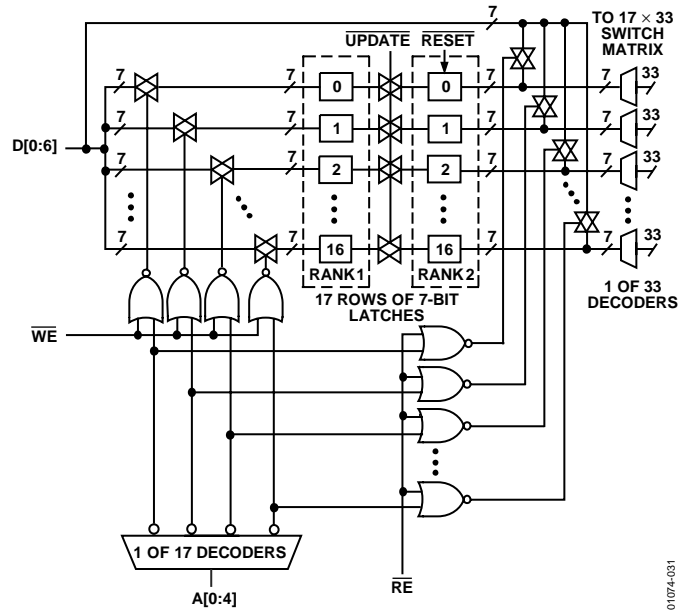 7
TO 17 × 33
SWITCH
MATRIX
UPDATE RESET
7 7 0 0 7 7 33
7 1 1 7 33
D[0:6]
7 7 2 2 7 7 33
7 7 16 16 7 7 33
RANK1 RANK2
17 ROWS OF 7-BIT
LATCHES
1 OF 33
DECODERS
WE
1 OF 17 DECODERS
A[0:4]
RE
01074-031